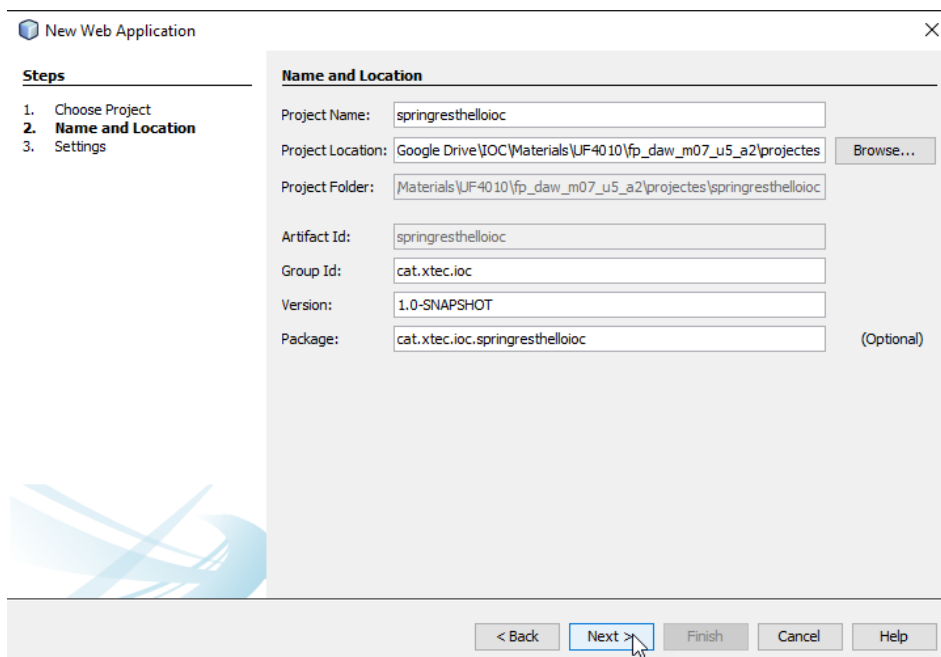 New Web Application
Steps
1. Choose Project
2. Name and Location
3. Settings
Name and Location
Project Name: springresthelloioc
Project Location: Google Drive\IOC\Materials\UF4010\fp_daw_m07_u5_a2\projectes Browse...
Project Folder: Materials\UF4010\fp_daw_m07_u5_a2\projectes\springresthelloioc
Artifact Id: springresthelloioc
Group Id: cat.xtec.ioc
Version: 1.0-SNAPSHOT
Package: cat.xtec.ioc.springresthelloioc (Optional)
< Back Next > Finish Cancel Help